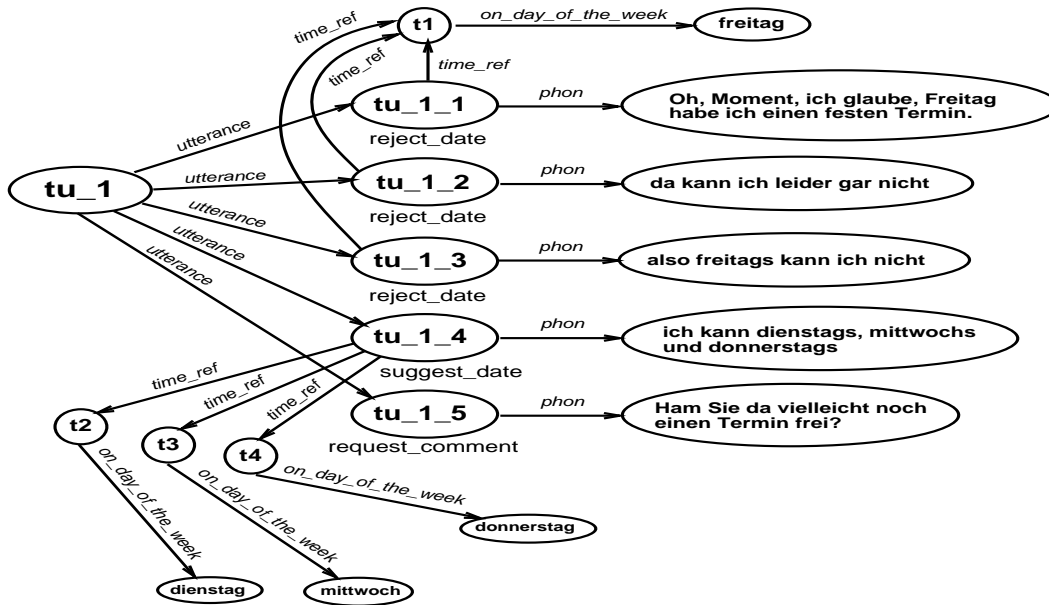 time_ref
t1
on_day_of_the_week
freitag
time_ref
time_ref
utterance
tu_1_1
phon
Oh, Moment, ich glaube, Freitag
habe ich einen festen Termin.
reject_date
tu_1
utterance
tu_1_2
phon
da kann ich leider gar nicht
reject_date
utterance
utterance
utterance
tu_1_3
phon
also freitags kann ich nicht
reject_date
tu_1_4
phon
ich kann dienstags, mittwochs
und donnerstags
suggest_date
time_ref
time_ref
time_ref
tu_1_5
phon
Ham Sie da vielleicht noch
einen Termin frei?
request_comment
t2
t3
t4
on_day_of_the_week
on_day_of_the_week
on_day_of_the_week
donnerstag
dienstag
mittwoch